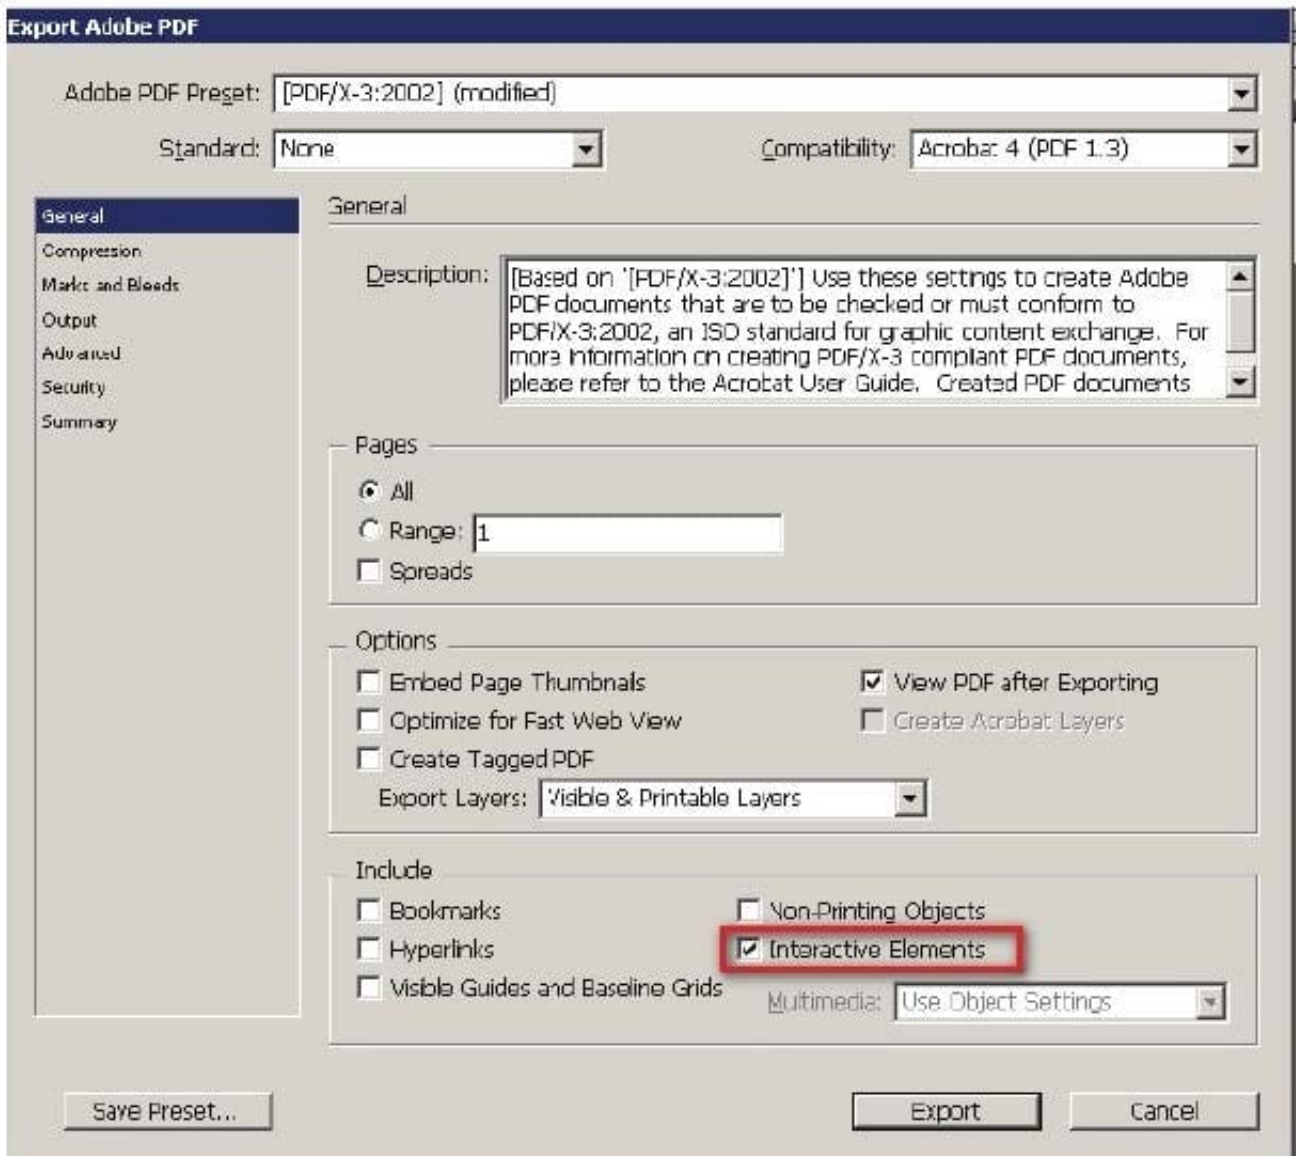 Export Adobe PDF
Adobe PDF Preset: [PDF/X-3:2002] (modified)
Standard: None Compatibility: Acrobat 4 (PDF 1.3)
General
Compression
Marks and Bleeds
Output
Advanced
Security
Summary
General
Description: [Based on '[PDF/X-3:2002]'] Use these settings to create Adobe
PDF documents that are to be checked or must conform to
PDF/X-3:2002, an ISO standard for graphic content exchange. For
more information on creating PDF/X-3 compliant PDF documents,
please refer to the Acrobat User Guide. Created PDF documents
Pages
All
Range: 1
Spreads
Options
Embed Page Thumbnails View PDF after Exporting
Optimize for Fast Web View Create Acrobat Layers
Create Tagged PDF
Export Layers: Visible & Printable Layers
Include
Bookmarks Non-Printing Objects
Hyperlinks Interactive Elements
Visible Guides and Baseline Grids
Multimedia: Use Object Settings
Save Preset... Export Cancel